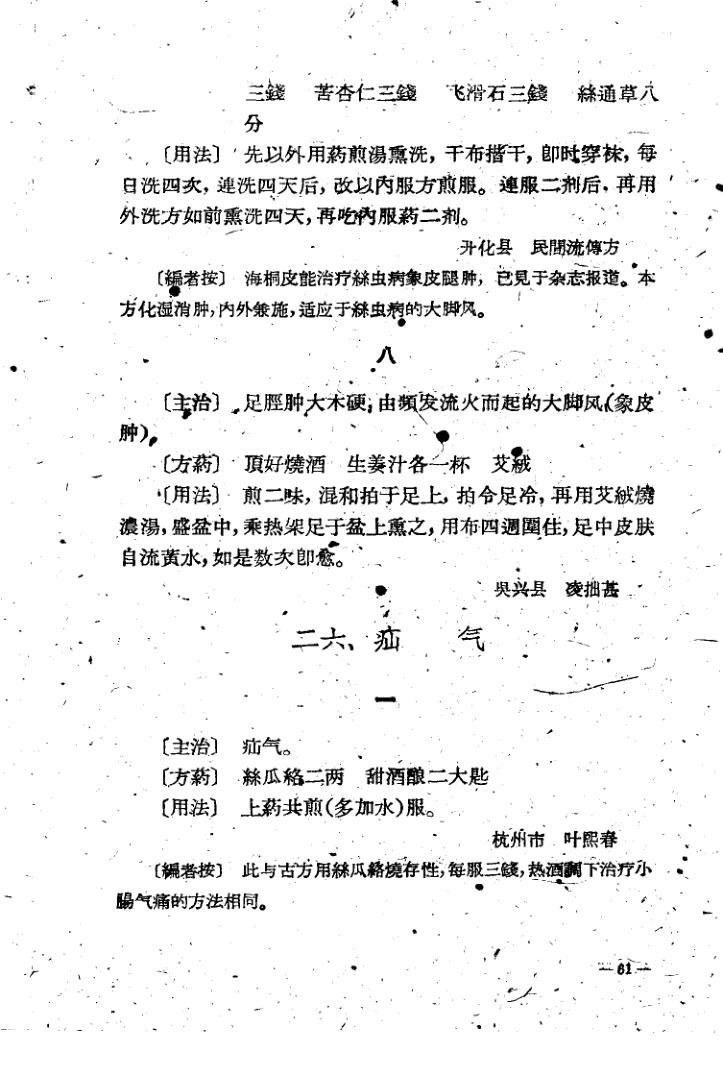 三錢　苦杏仁三錢　飞滑石三錢　絲通草八
分
〔用法〕 先以外用葯煎湯熏洗，干布揩干，卽时穿袜，每
日洗四次，連洗四天后，改以內服方煎服。連服二剂后，再用
外洗方如前熏洗四天，再吃內服葯二剂。
升化县　民間流傳方
〔編者按〕 海桐皮能治疗絲虫病象皮腿肿，已見于杂志报道。本
方化湿消肿，內外兼施，适应于絲虫病的大脚风。
八
〔主治〕 足脛肿大木硬，由頻发流火而起的大脚风(象皮
肿)。
〔方葯〕 頂好燒酒　生姜汁各一杯　艾絨
〔用法〕 煎二味，混和拍于足上，拍令足冷，再用艾絨燒
濃湯，盛盆中，乘热架足于盆上熏之，用布四週圍住，足中皮肤
自流黃水，如是数次卽愈。
吳兴县　凌拙甚
二六、疝　气
一
〔主治〕 疝气。
〔方葯〕 絲瓜絡二两　甜酒酿二大匙
〔用法〕 上葯共煎(多加水)服。
杭州市　叶熙春
〔編者按〕 此与古方用絲瓜絡燒存性，每服三錢，热酒調下治疗小
腸气痛的方法相同。
— 61 —